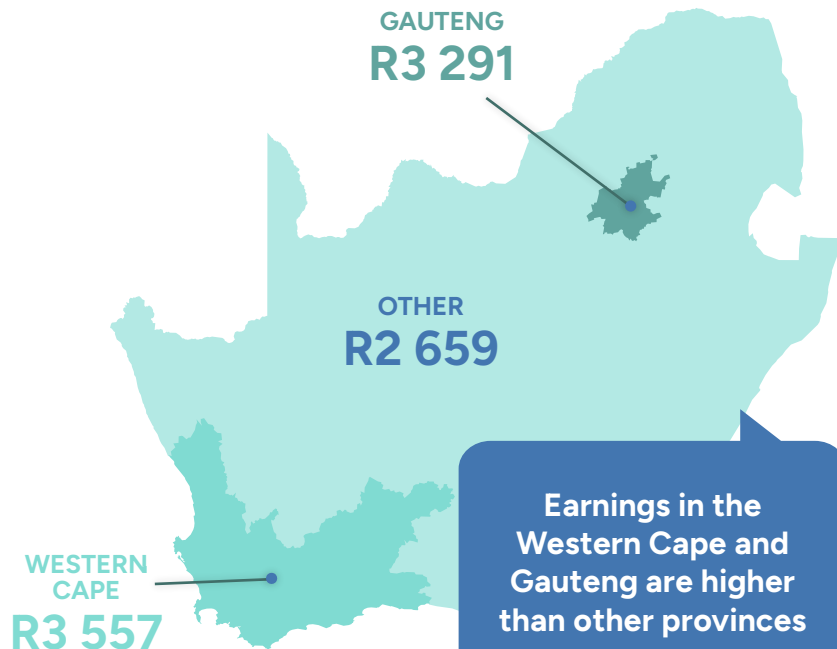 GAUTENG
R3 291
OTHER
R2 659
WESTERN
CAPE
R3 557
Earnings in the
Western Cape and
Gauteng are higher
than other provinces